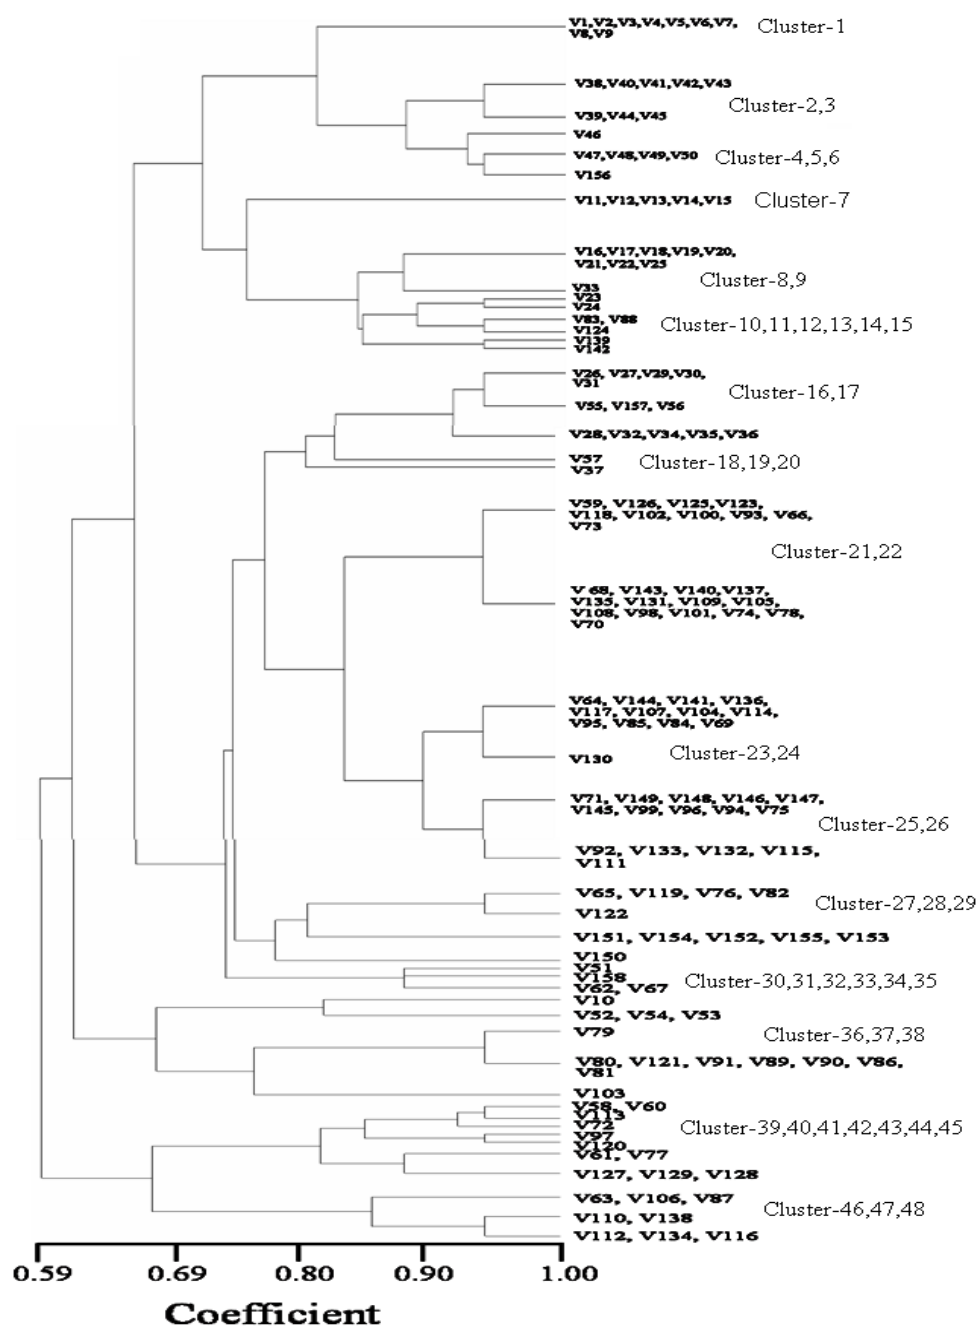 V1,V2,V3,V4,V5,V6,V7,
V8,V9
Cluster-1
V38,V40,V41,V42,V43
Cluster-2,3
V39,V44,V45
V46
V47,V48,V49,V50
Cluster-4,5,6
V156
V11,V12,V13,V14,V15
Cluster-7
V16,V17,V18,V19,V20,
V21,V22,V25
Cluster-8,9
V33
V23
V24
V83, V88
Cluster-10,11,12,13,14,15
V124
V139
V142
V26, V27,V29,V30,
V31
Cluster-16,17
V55, V157, V56
V28,V32,V34,V35,V36
V57
Cluster-18,19,20
V37
V59, V126, V125,V123,
V118, V102, V100, V93, V66,
V73
Cluster-21,22
V 68, V143, V140,V137,
V135, V131, V109, V105,
V108, V98, V101, V74, V78,
V70
V64, V144, V141, V136,
V117, V107, V104, V114,
V95, V85, V84, V69
Cluster-23,24
V130
V71, V149, V148, V146, V147,
V145, V99, V96, V94, V75
Cluster-25,26
V92, V133, V132, V115,
V111
V65, V119, V76, V82
Cluster-27,28,29
V122
V151, V154, V152, V155, V153
V150
V51
V158
Cluster-30,31,32,33,34,35
V62, V67
V10
V52, V54, V53
V79
Cluster-36,37,38
V80, V121, V91, V89, V90, V86,
V81
V103
V58, V60
V113
V72
Cluster-39,40,41,42,43,44,45
V97
V120
V61, V77
V127, V129, V128
V63, V106, V87
Cluster-46,47,48
V110, V138
V112, V134, V116
0.59 0.69 0.80 0.90 1.00
Coefficient